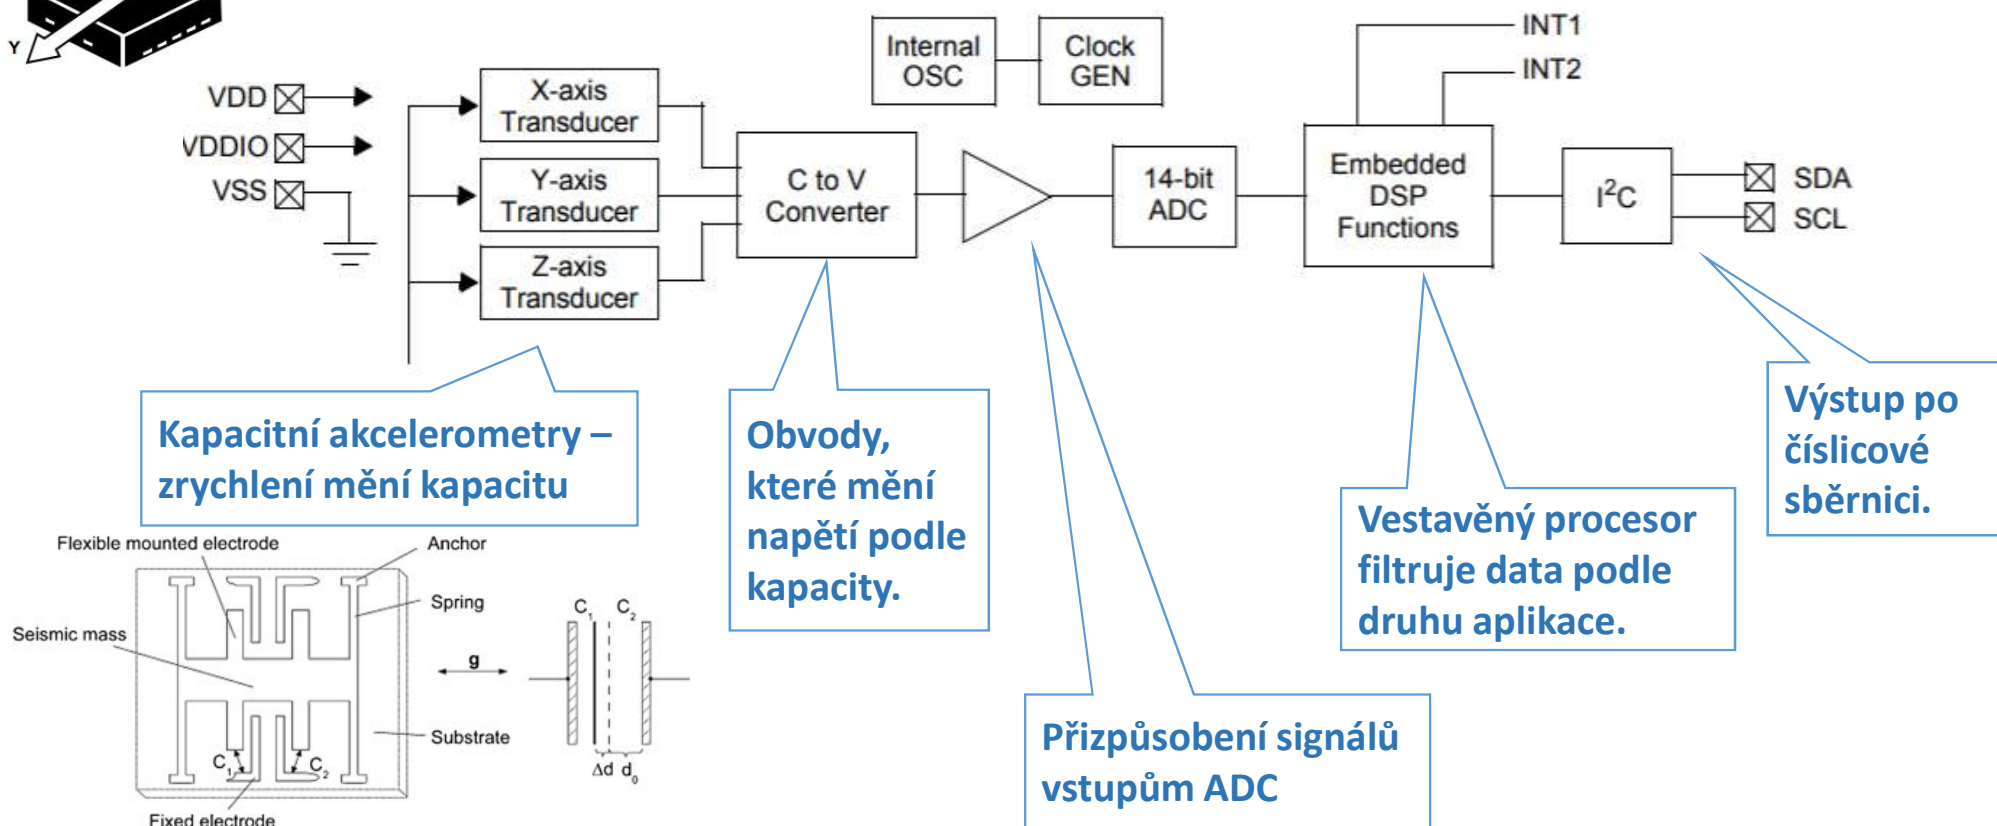 Y
VDD
VDDIO
VSS
X-axis
Transducer
Y-axis
Transducer
Z-axis
Transducer
C to V
Converter
Internal
OSC
Clock
GEN
14-bit
ADC
Embedded
DSP
Functions
INT1
INT2
I²C
SDA
SCL
Kapacitní akcelerometry –
zrychlení mění kapacitu
Obvody,
které mění
napětí podle
kapacity.
Přizpůsobení signálů
vstupům ADC
Vestavěný procesor
filtruje data podle
druhu aplikace.
Výstup po
číslicové
sběrnici.
Flexible mounted electrode
Anchor
Spring
Seismic mass
Substrate
C₁
C₂
Fixed electrode
g
C₁
C₂
Δd
d₀